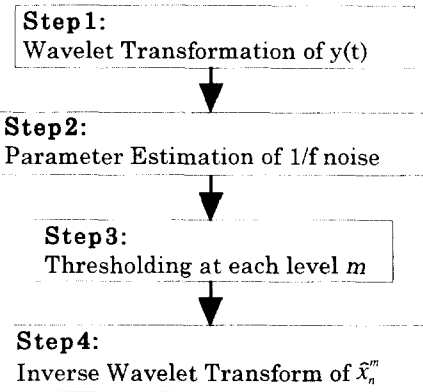 Step1:
Wavelet Transformation of y(t)
Step2:
Parameter Estimation of 1/f noise
Step3:
Thresholding at each level m
Step4:
Inverse Wavelet Transform of x̂ₙᵐ